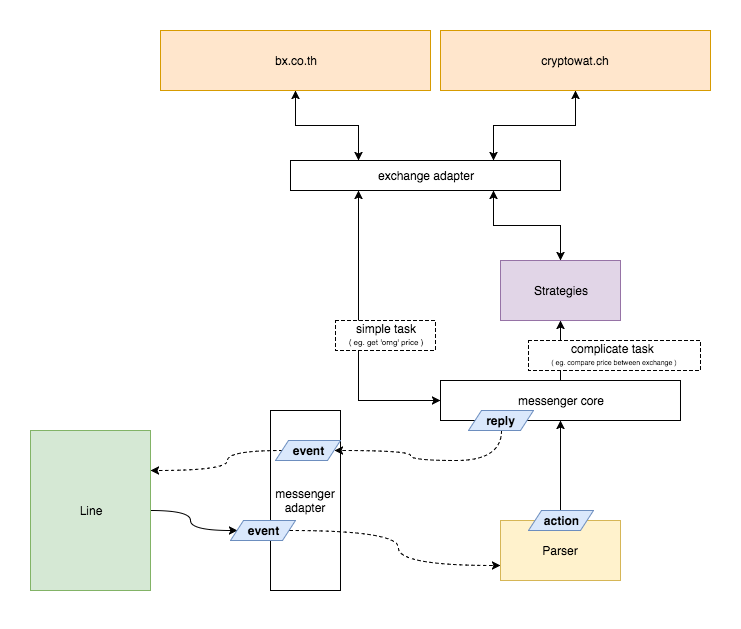 bx.co.th
cryptowat.ch
exchange adapter
Strategies
simple task
( eg. get 'omg' price )
complicate task
( eg. compare price between exchange )
messenger core
reply
event
Line
messenger
adapter
event
action
Parser